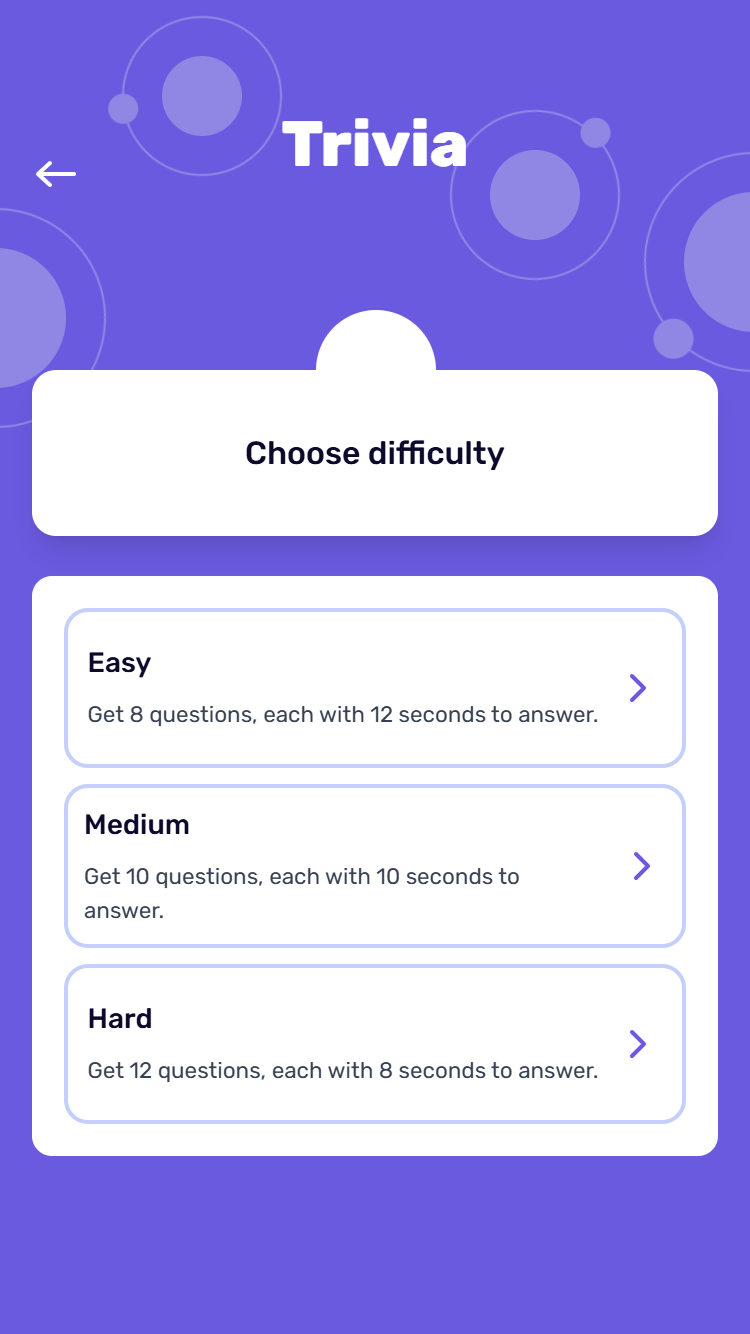 Trivia
Choose difficulty
Easy
Get 8 questions, each with 12 seconds to answer.
Medium
Get 10 questions, each with 10 seconds to
answer.
Hard
Get 12 questions, each with 8 seconds to answer.